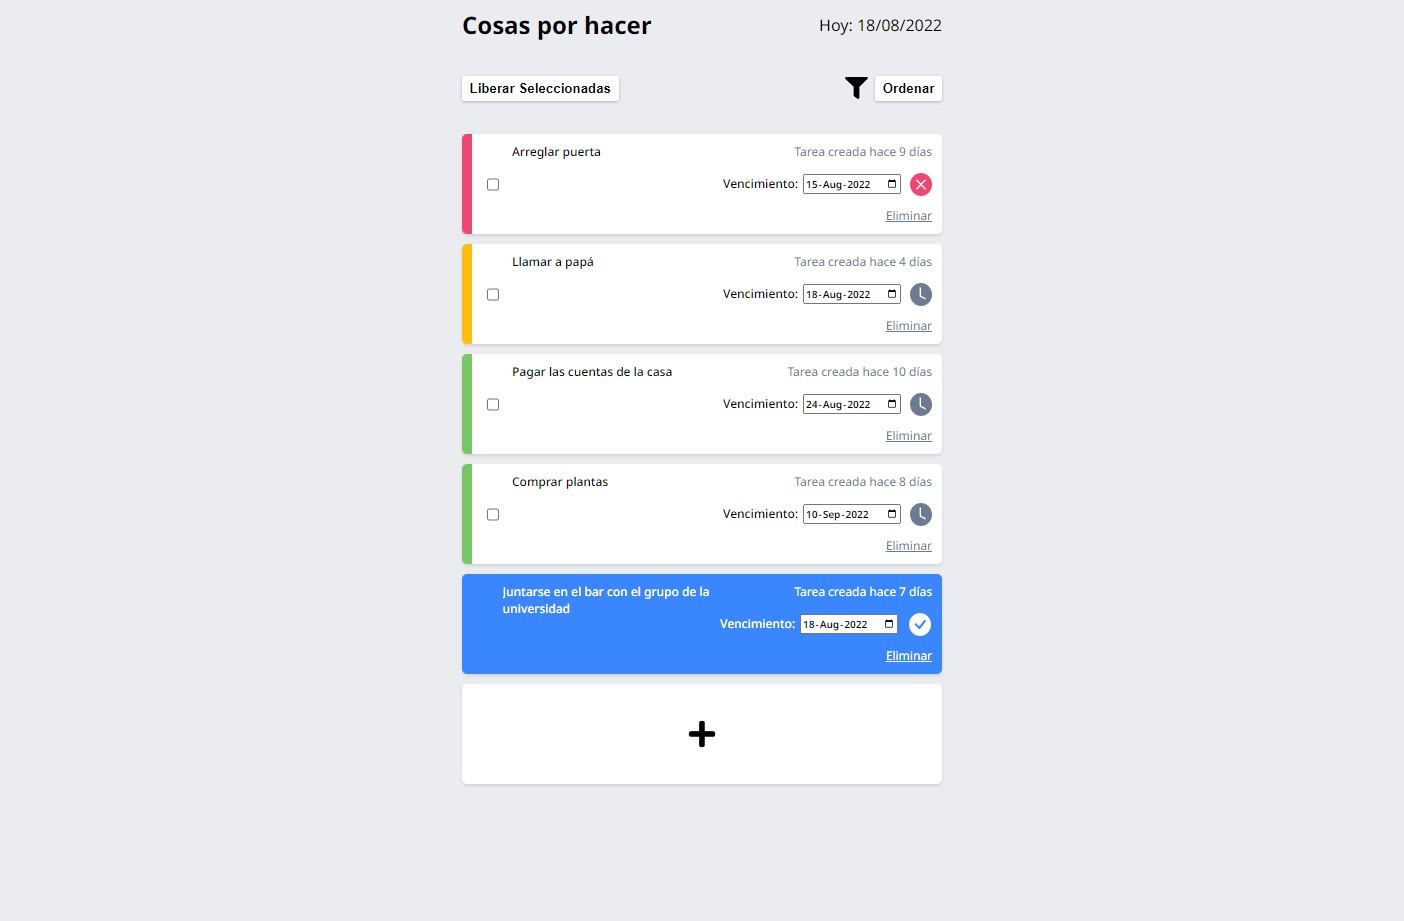 Cosas por hacer
Hoy: 18/08/2022
Liberar Seleccionadas
Ordenar
Arreglar puerta
Tarea creada hace 9 días
Vencimiento: 15-Aug-2022
Eliminar
Llamar a papá
Tarea creada hace 4 días
Vencimiento: 18-Aug-2022
Eliminar
Pagar las cuentas de la casa
Tarea creada hace 10 días
Vencimiento: 24-Aug-2022
Eliminar
Comprar plantas
Tarea creada hace 8 días
Vencimiento: 10-Sep-2022
Eliminar
Juntarse en el bar con el grupo de la
universidad
Tarea creada hace 7 días
Vencimiento: 18-Aug-2022
Eliminar